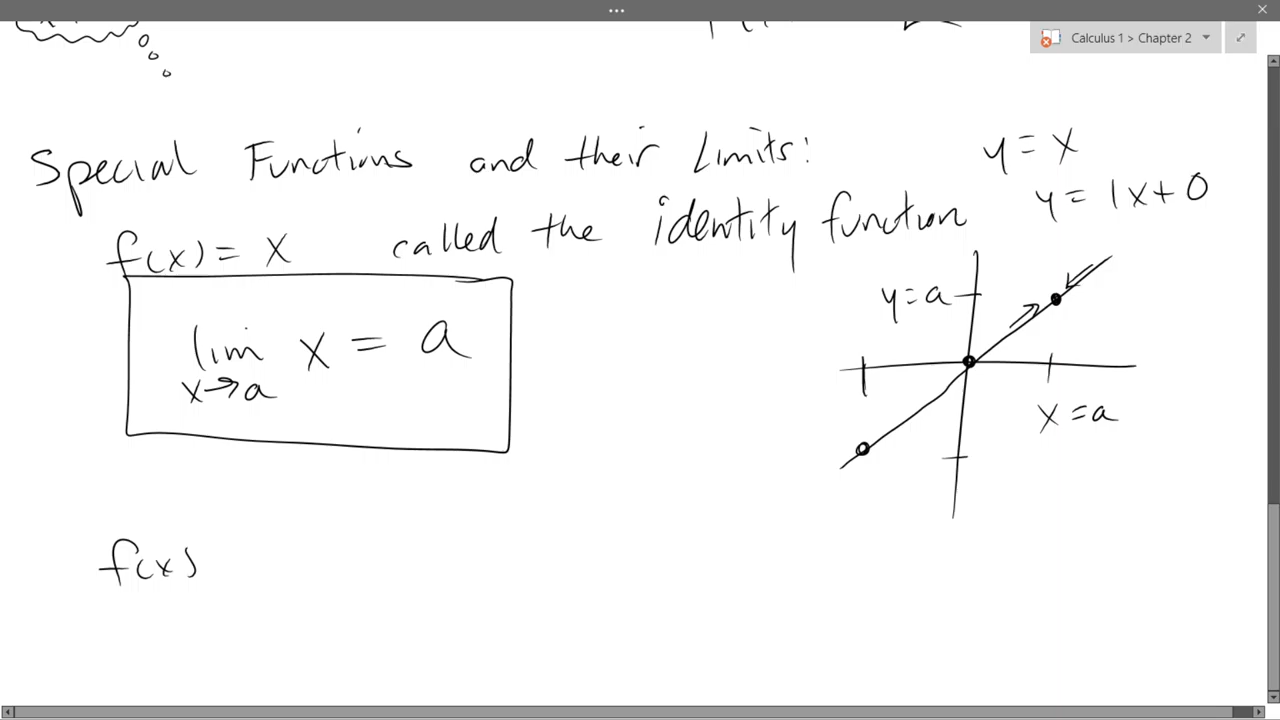 Calculus 1 > Chapter 2
Special Functions and their Limits:
y = x
y = 1x + 0
f(x) = x called the identity function
lim x = a
x→a
y = a
x = a
f(x)